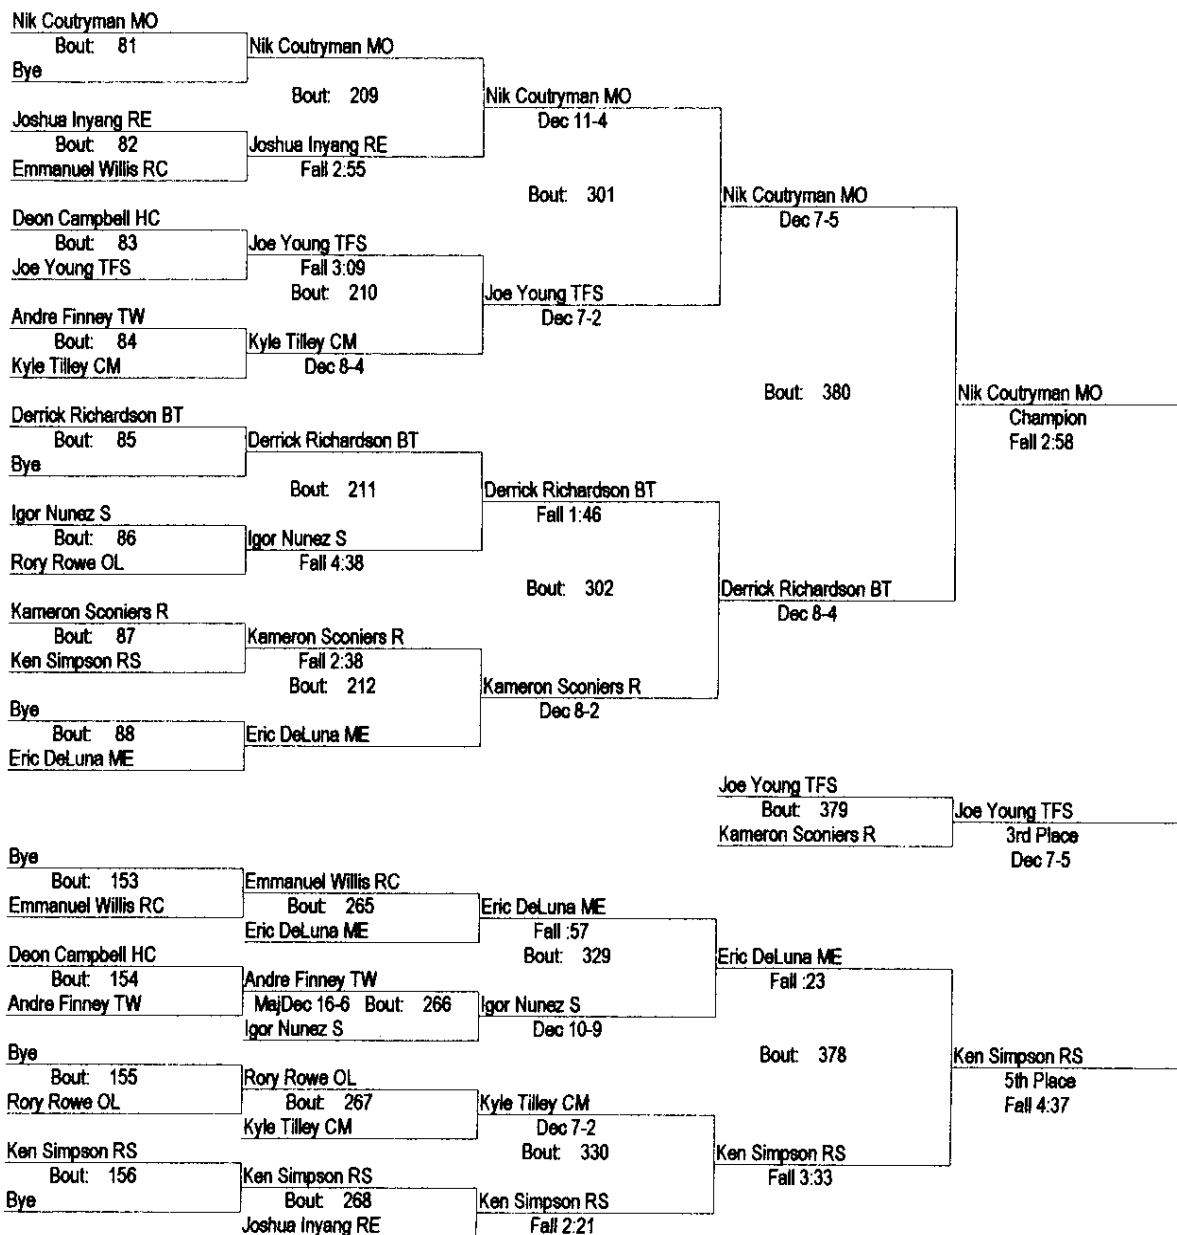 Nik Coutryman MO
Bout: 81
Bye
Nik Coutryman MO
Bout: 209
Joshua Inyang RE
Bout: 82
Emmanuel Willis RC
Joshua Inyang RE
Fall 2:55
Nik Coutryman MO
Dec 11-4
Bout: 301
Deon Campbell HC
Bout: 83
Joe Young TFS
Joe Young TFS
Fall 3:09
Bout: 210
Andre Finney TW
Bout: 84
Kyle Tilley CM
Kyle Tilley CM
Dec 8-4
Joe Young TFS
Dec 7-2
Nik Coutryman MO
Dec 7-5
Bout: 380
Nik Coutryman MO
Champion
Fall 2:58
Derrick Richardson BT
Bout: 85
Bye
Derrick Richardson BT
Bout: 211
Igor Nunez S
Bout: 86
Rory Rowe OL
Igor Nunez S
Fall 4:38
Derrick Richardson BT
Fall 1:46
Bout: 302
Kameron Sconiers R
Bout: 87
Ken Simpson RS
Kameron Sconiers R
Fall 2:38
Bout: 212
Bye
Bout: 88
Eric DeLuna ME
Eric DeLuna ME
Kameron Sconiers R
Dec 8-2
Derrick Richardson BT
Dec 8-4
Joe Young TFS
Bout: 379
Kameron Sconiers R
Joe Young TFS
3rd Place
Dec 7-5
Bye
Bout: 153
Emmanuel Willis RC
Emmanuel Willis RC
Bout: 265
Eric DeLuna ME
Eric DeLuna ME
Fall :57
Bout: 329
Deon Campbell HC
Bout: 154
Andre Finney TW
Andre Finney TW
MajDec 16-6 Bout: 266
Igor Nunez S
Igor Nunez S
Dec 10-9
Eric DeLuna ME
Fall :23
Bout: 378
Bye
Bout: 155
Rory Rowe OL
Rory Rowe OL
Bout: 267
Kyle Tilley CM
Kyle Tilley CM
Dec 7-2
Bout: 330
Ken Simpson RS
Bout: 156
Bye
Ken Simpson RS
Bout: 268
Joshua Inyang RE
Ken Simpson RS
Fall 2:21
Ken Simpson RS
Fall 3:33
Ken Simpson RS
5th Place
Fall 4:37